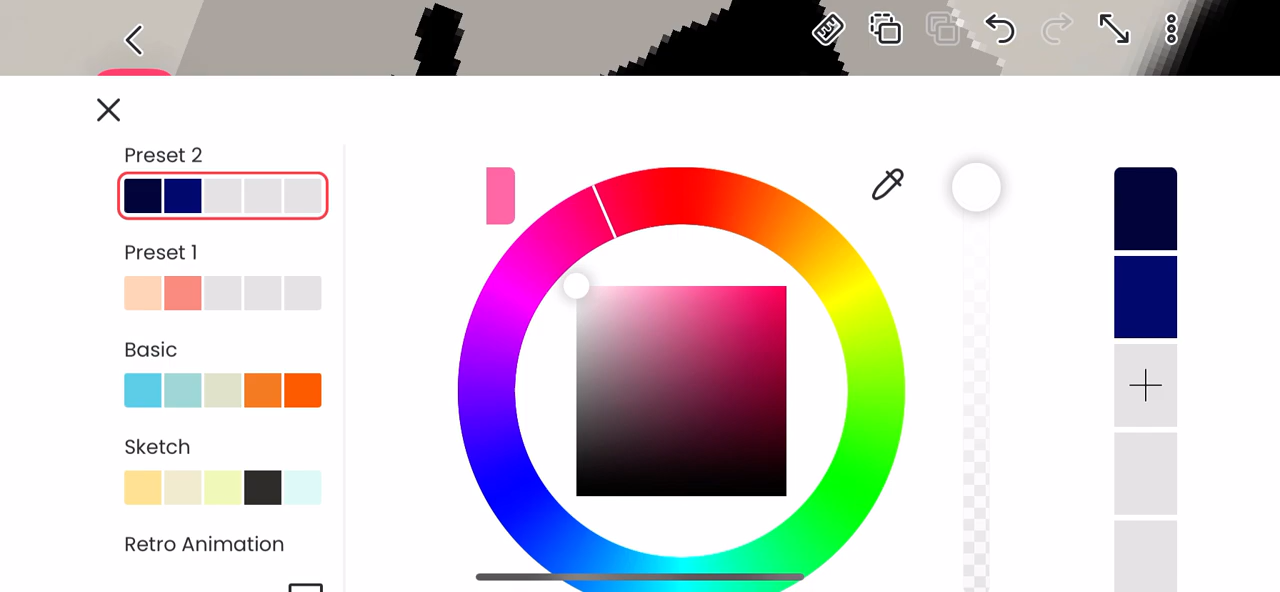 Preset 2
Preset 1
Basic
Sketch
Retro Animation